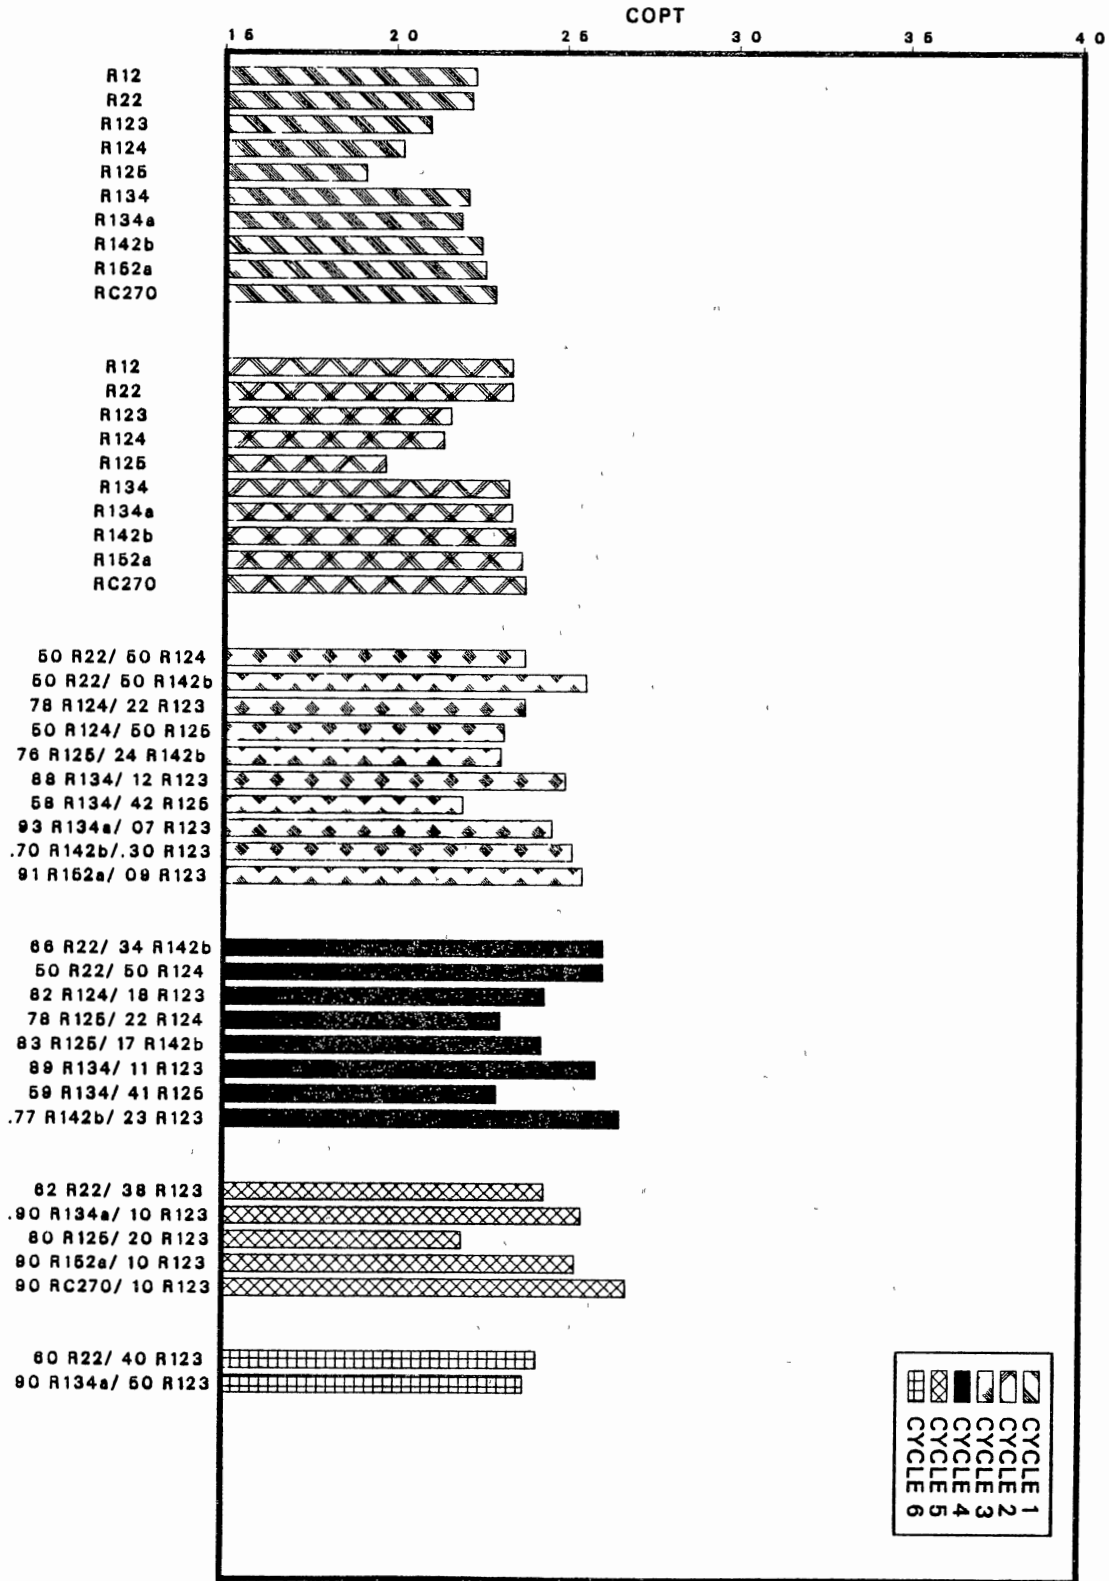 COPT
15 20 25 30 35 40
R12
R22
R123
R124
R125
R134
R134a
R142b
R152a
RC270
R12
R22
R123
R124
R125
R134
R134a
R142b
R152a
RC270
50 R22/ 50 R124
50 R22/ 50 R142b
78 R124/ 22 R123
50 R124/ 50 R125
76 R125/ 24 R142b
88 R134/ 12 R123
58 R134/ 42 R125
93 R134a/ 07 R123
.70 R142b/.30 R123
91 R152a/ 09 R123
66 R22/ 34 R142b
50 R22/ 50 R124
82 R124/ 18 R123
78 R125/ 22 R124
83 R125/ 17 R142b
89 R134/ 11 R123
59 R134/ 41 R125
.77 R142b/ 23 R123
62 R22/ 38 R123
.90 R134a/ 10 R123
80 R125/ 20 R123
90 R152a/ 10 R123
90 RC270/ 10 R123
60 R22/ 40 R123
90 R134a/ 50 R123
CYCLE 1
CYCLE 2
CYCLE 3
CYCLE 4
CYCLE 5
CYCLE 6